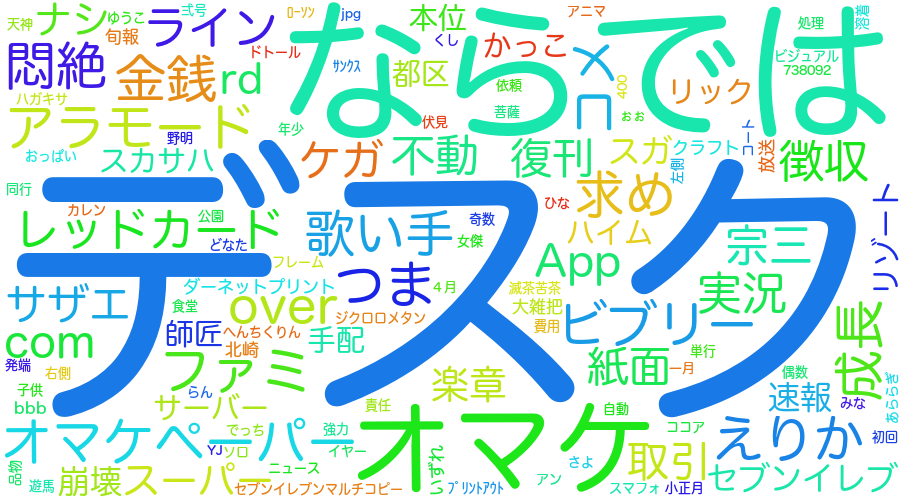 天神
ナシ
ゆうこ
弍号
ライン
ローソン
jpg
ならでは
本位
くし
アニマ
かっこ
処理
溶着
旬報
悶絶
金銭
rd
ドトール
サンクス
都区
依頼
メ
リック
400
ビジュアル
738092
ハガキサ
菩薩
アラモード
野明
年少
伏見
ぉぉ
コート
おっぱい
スカサハ
ケガ
不動
復刊
スガ
クラフト
放送
徴収
左側
同行
デスク
カレン
レッドカード
公園
どなた
歌い手
奇数
女傑
ひな
求め
ハイム
宗三
リゾート
フレーム
つま
App
サザエ
ダーネットプリント
食堂
over
4月
減茶苦茶
大雑把
費用
実況
ジクロロメタン
ビブリー
成長
com
師匠
へんちくりん
北崎
手配
発端
右側
ファミ
単行
一月
紙面
偶数
楽章
速報
あららぎ
子供
らん
bbb
サーバー
責任
オマケ
自動
みな
オマケペーパー
でっち
強力
ココア
えりか
初回
YJ
ソロ
イヤー
いずれ
さよ
取引
品物
遊馬
崩壊
スーパー
ニュース
アン
セブンイレブ
セブンイレブンマルチコピー
プリントアウト
スマフォ
小正月